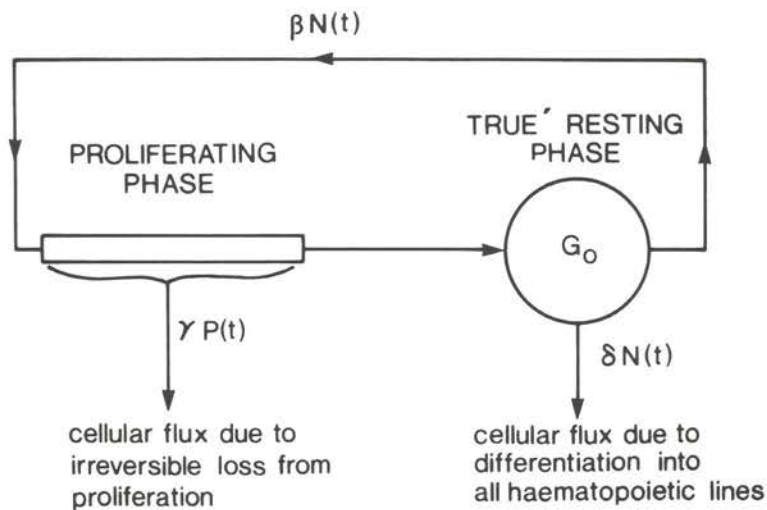 βN(t)
PROLIFERATING
PHASE
TRUE´ RESTING
PHASE
G₀
γ P(t)
δN(t)
cellular flux due to
irreversible loss from
proliferation
cellular flux due to
differentiation into
all haematopoietic lines